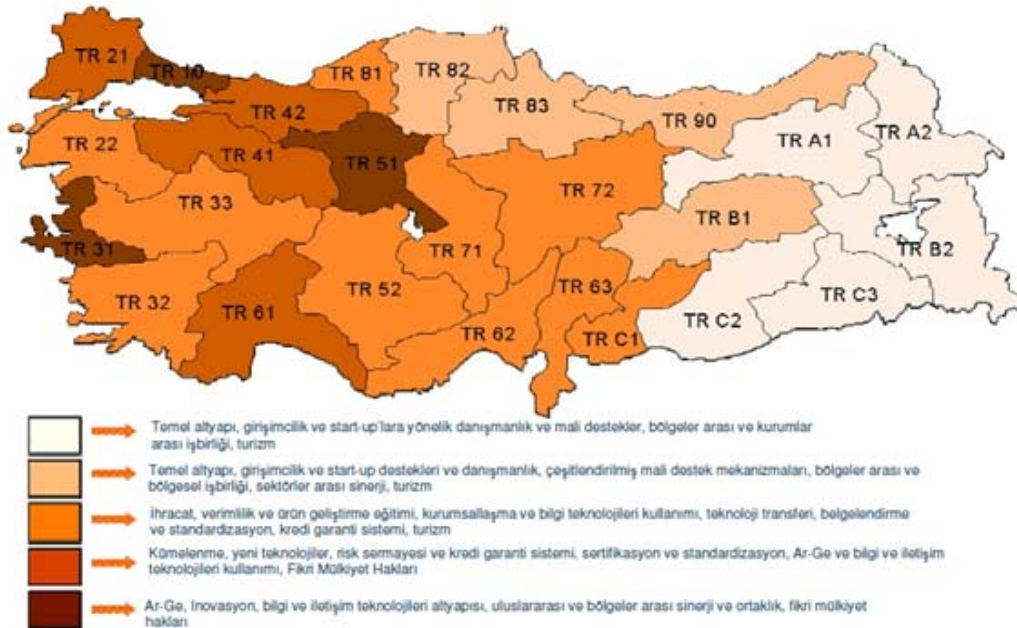 TR 21
TR 10
TR 81
TR 82
TR 83
TR 42
TR 90
TR A2
TR A1
TR 22
TR 41
TR 51
TR 72
TR 33
TR B1
TR 31
TR 71
TR B2
TR 32
TR 52
TR 63
TR C3
TR 61
TR C2
TR 62
TR C1
Temel altyapı, girişimcilik ve start-up'lara yönelik danışmanlık ve mali destekler, bölgeler arası ve kurumlar
arası işbirliği, turizm
Temel altyapı, girişimcilik ve start-up destekleri ve danışmanlık, çeşitlendirilmiş mali destek mekanizmaları, bölgeler arası ve
bölgesel işbirliği, sektörler arası sinerji, turizm
İhracat, verimlilik ve ürün geliştirme eğitimi, kurumsallaşma ve bilgi teknolojileri kullanımı, teknoloji transferi, belgelendirme
ve standardizasyon, kredi garanti sistemi, turizm
Kümelenme, yeni teknolojiler, risk sermayesi ve kredi garanti sistemi, sertifikasyon ve standardizasyon, Ar-Ge ve bilgi ve iletişim
teknolojileri kullanımı, Fikri Mülkiyet Hakları
Ar-Ge, Inovasyon, bilgi ve iletişim teknolojileri altyapısı, uluslararası ve bölgeler arası sinerji ve ortaklık, fikri mülkiyet
hakları